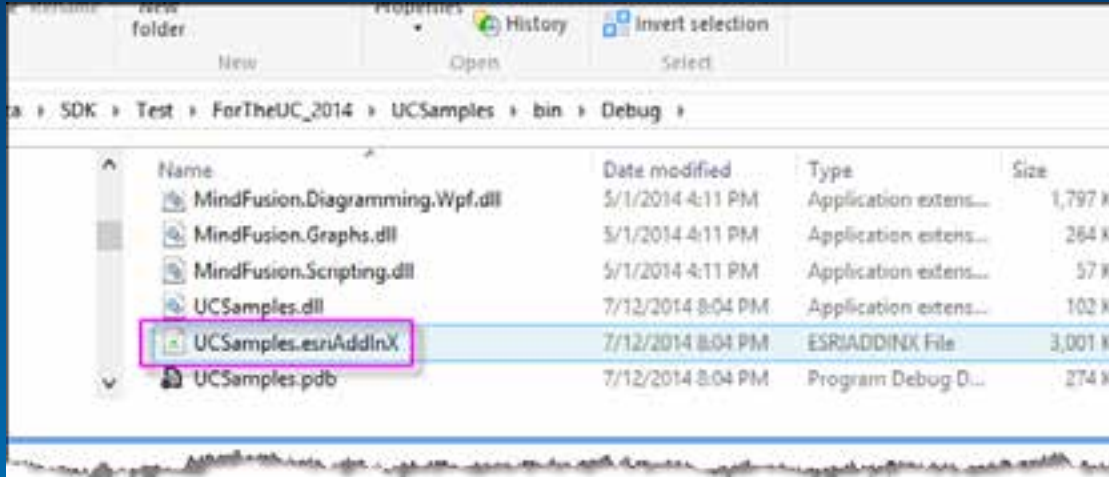 Rename New Properties
folder History Invert selection
New Open Select
SDK › Test › ForTheUC_2014 › UCSamples › bin › Debug ›
Name Date modified Type Size
MindFusion.Diagramming.Wpf.dll 5/1/2014 4:11 PM Application extens... 1,797 K
MindFusion.Graphs.dll 5/1/2014 4:11 PM Application extens... 264 K
MindFusion.Scripting.dll 5/1/2014 4:11 PM Application extens... 57 K
UCSamples.dll 7/12/2014 8:04 PM Application extens... 102 K
UCSamples.esriAddInX 7/12/2014 8:04 PM ESRIADDINX File 3,001 K
UCSamples.pdb 7/12/2014 8:04 PM Program Debug D... 274 K